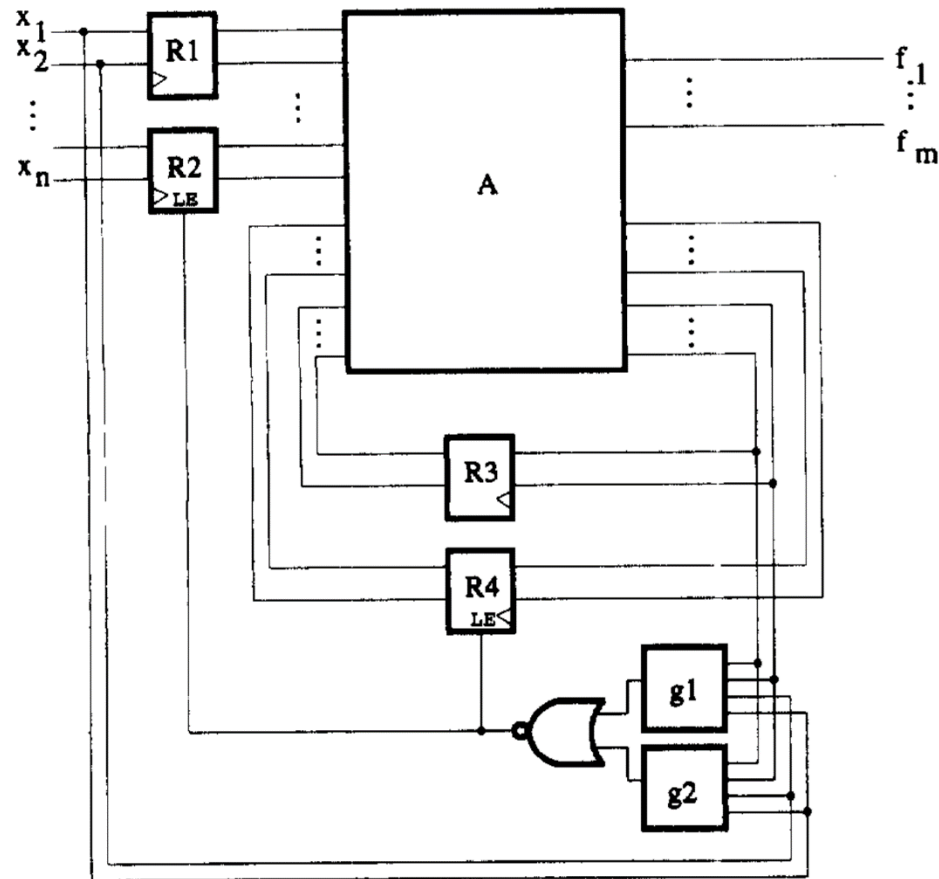 x1
x2
⋮
xn
R1
R2
LE
⋮
A
f1
⋮
fm
⋮
⋮
⋮
⋮
⋮
R3
R4
LE
g1
g2